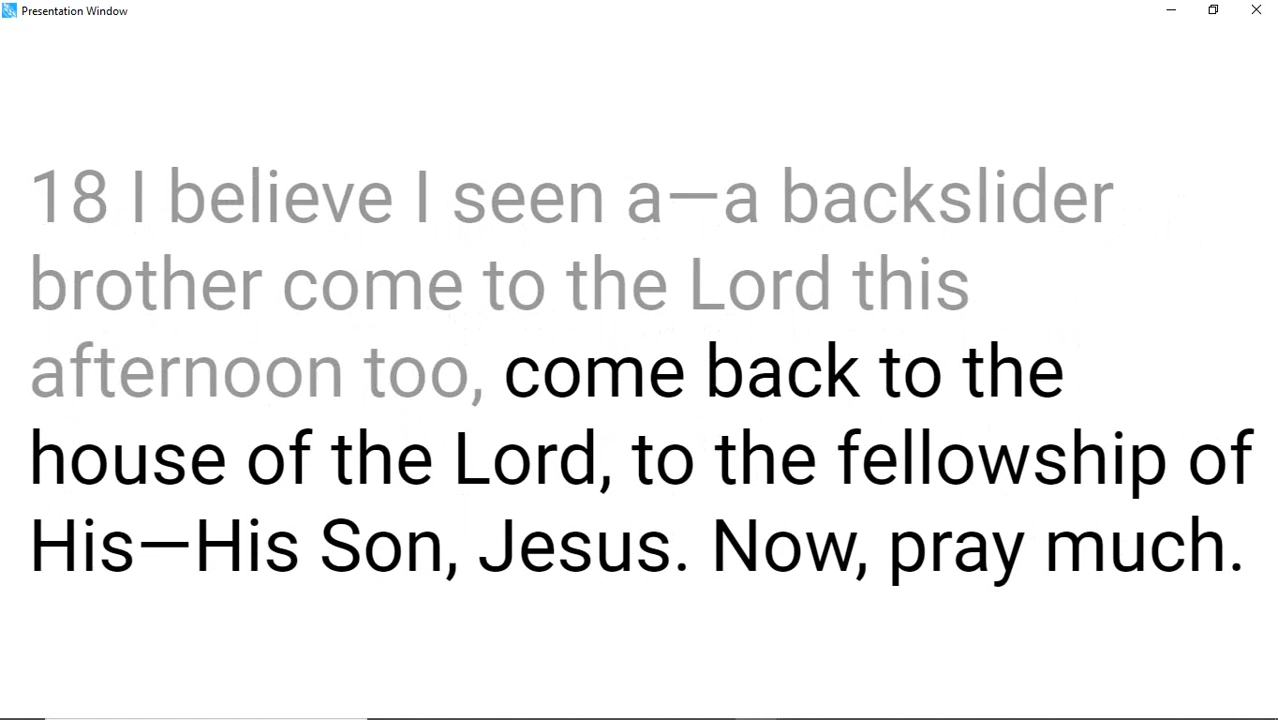 Presentation Window
18 I believe I seen a—a backslider
brother come to the Lord this
afternoon too, come back to the
house of the Lord, to the fellowship of
His—His Son, Jesus. Now, pray much.